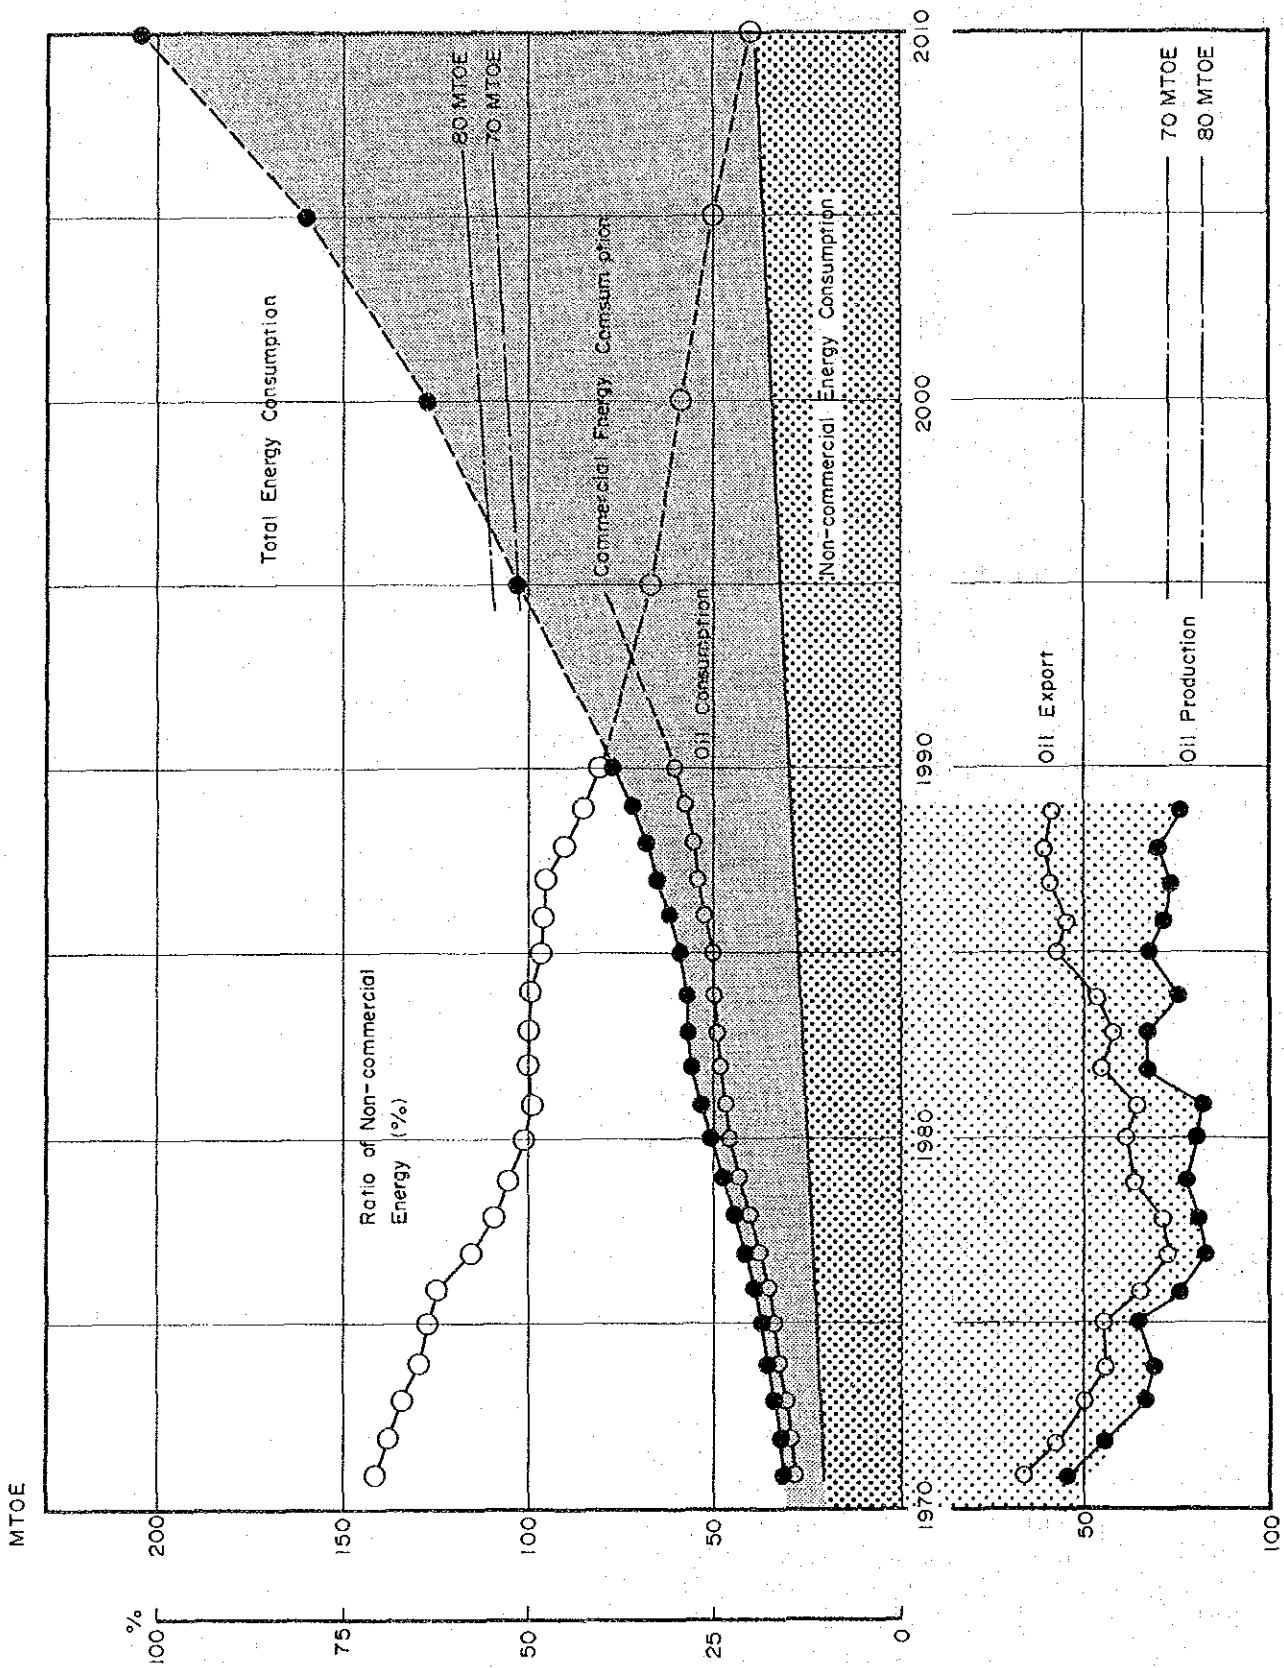 MTOE
%
200
150
100
50
100
75
50
25
0
Total Energy Consumption
80 MTOE
70 MTOE
Commercial Energy Comsumption
Ratio of Non-commercial
Energy (%)
Oil Consumption
Non-commercial Energy Consumption
1970
1980
1990
2000
2010
Oil Export
Oil Production
70 MTOE
80 MTOE
50
100